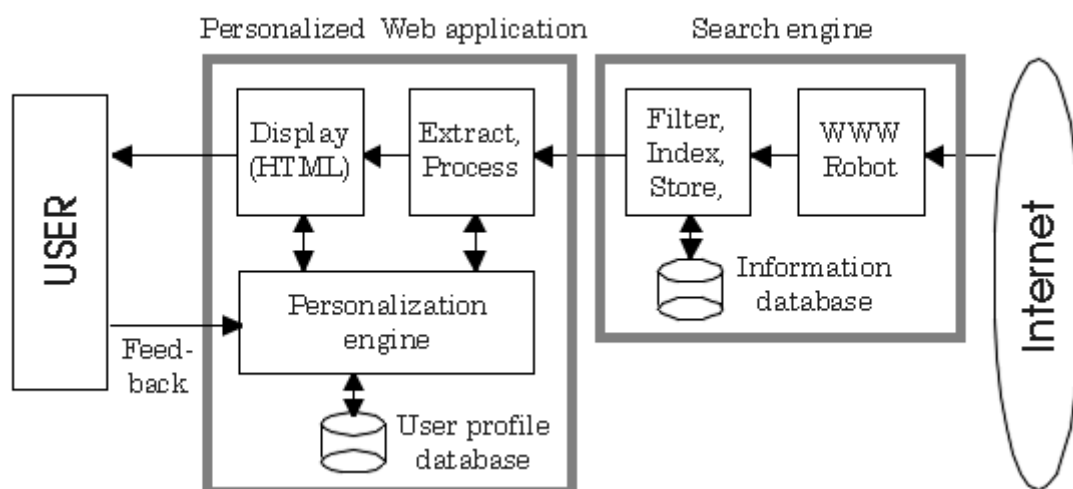 Personalized Web application
Search engine
USER
Display
(HTML)
Extract,
Process
Filter,
Index,
Store,
WWW
Robot
Internet
Personalization
engine
Feed-
back
User profile
database
Information
database